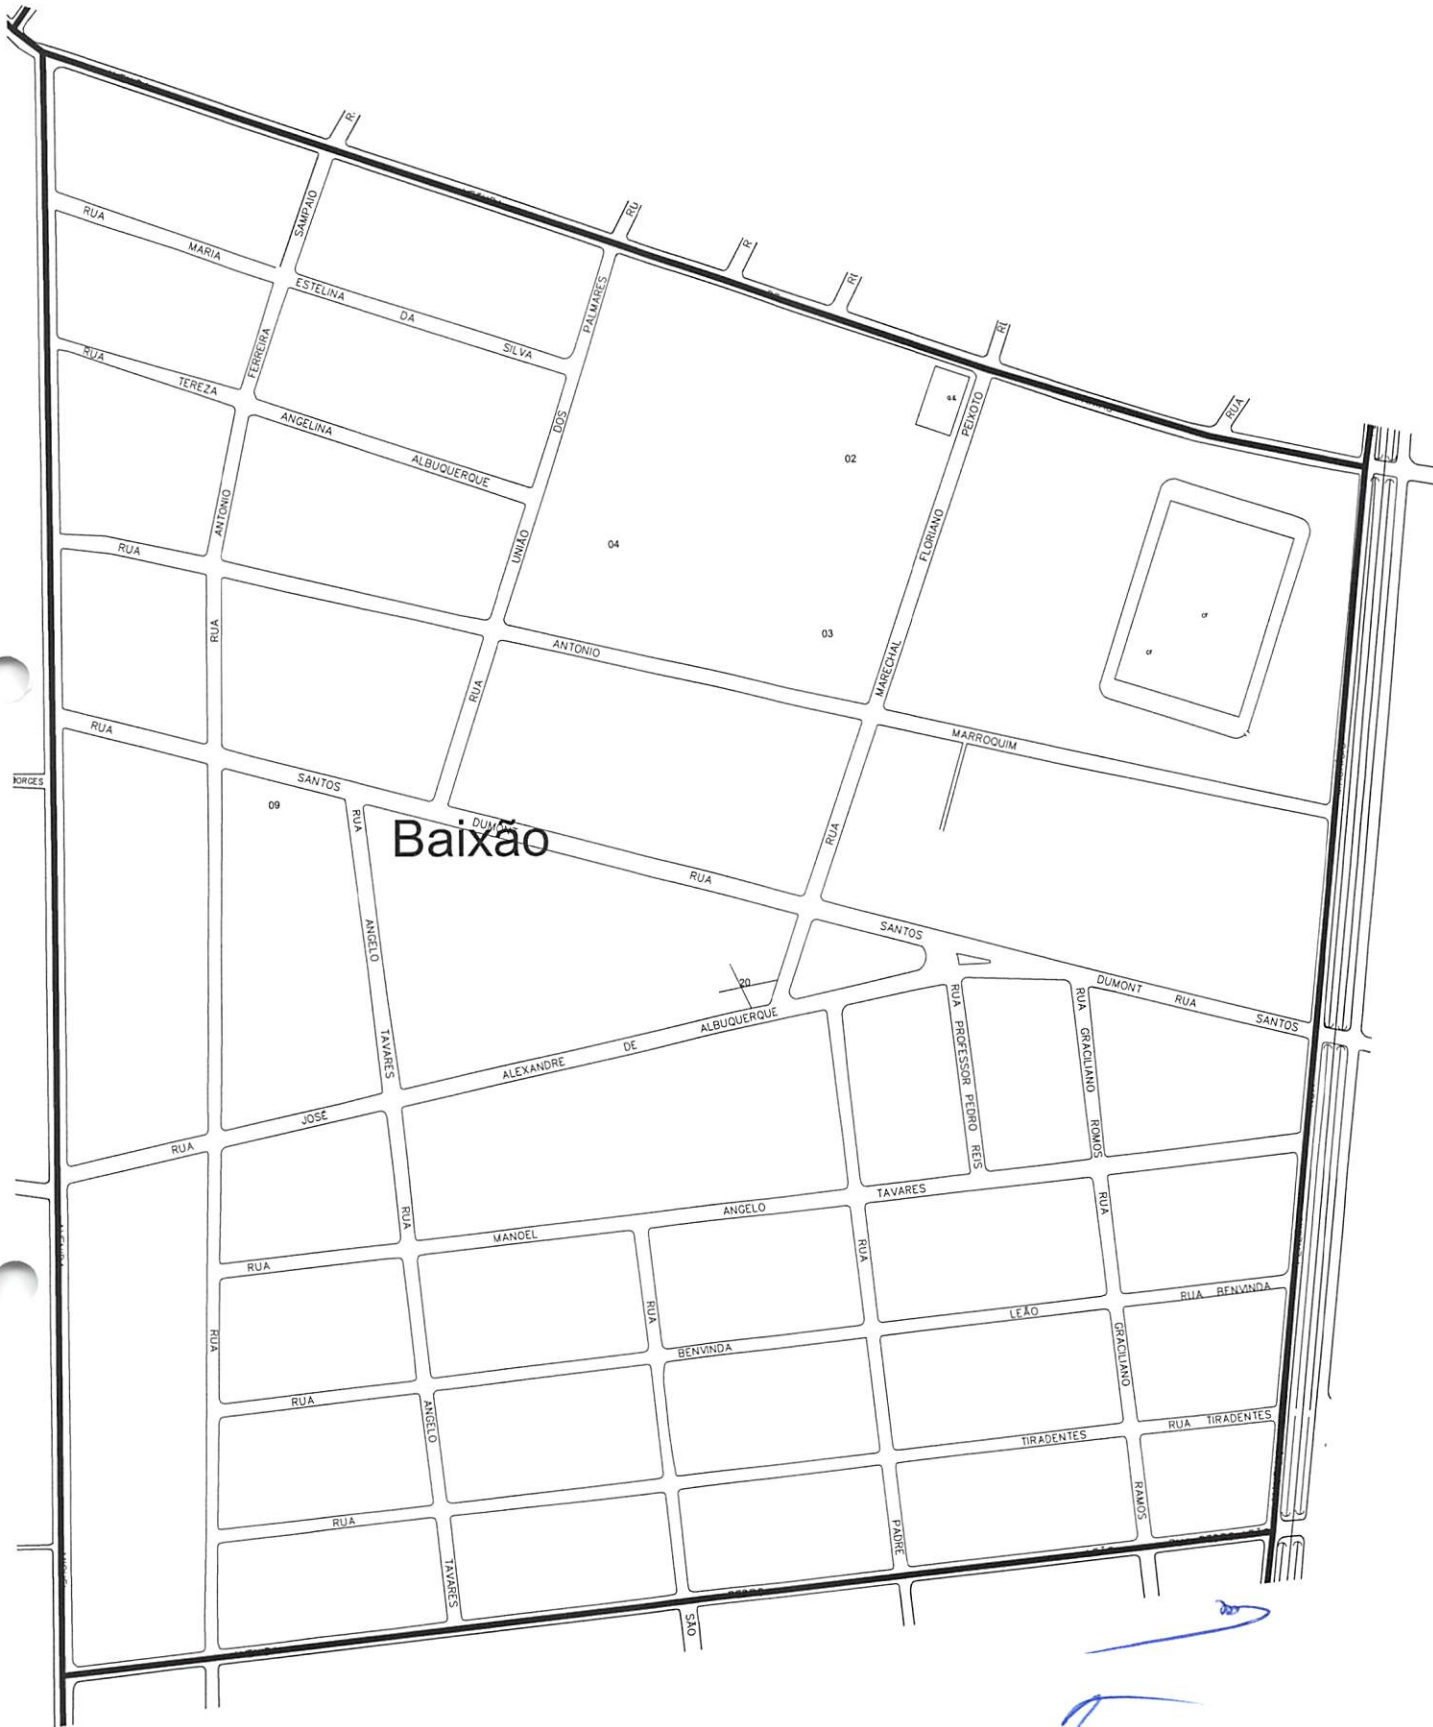 RUA MARIA ESTELINA DA SILVA
RUA TEREZA ANGELINA ALBUQUERQUE
RUA ANTONIO FERREIRA SAMPAIO
RUA UNIÃO DOS PALMARES
RUA MARECHAL FLORIANO PEIXOTO
02
04
03
RUA ANTONIO MARROQUIM
RUA SANTOS DUMONT
RUA SANTOS DUMONT
RUA SANTOS
09
Baixão
20
RUA ANGELO TAVARES
RUA JOSÉ ALEXANDRE DE ALBUQUERQUE
RUA PROFESSOR PEDRO REIS
RUA GRACILIANO ROMOS
RUA MANOEL ANGELO TAVARES
RUA GRACILIANO RAMOS
RUA ANGELO TAVARES
RUA
RUA
RUA PADRE
RUA BENVINDA LEÃO
RUA BENVINDA
RUA TIRADENTES
RUA TIRADENTES
SÃO
RUA